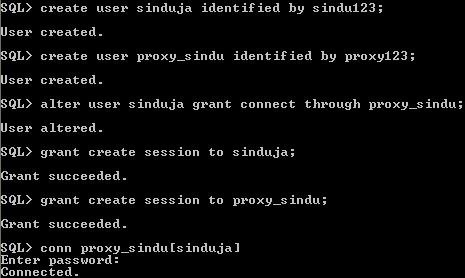 SQL> create user sinduja identified by sindu123;
User created.
SQL> create user proxy_sindu identified by proxy123;
User created.
SQL> alter user sinduja grant connect through proxy_sindu;
User altered.
SQL> grant create session to sinduja;
Grant succeeded.
SQL> grant create session to proxy_sindu;
Grant succeeded.
SQL> conn proxy_sindu[sinduja]
Enter password:
Connected.